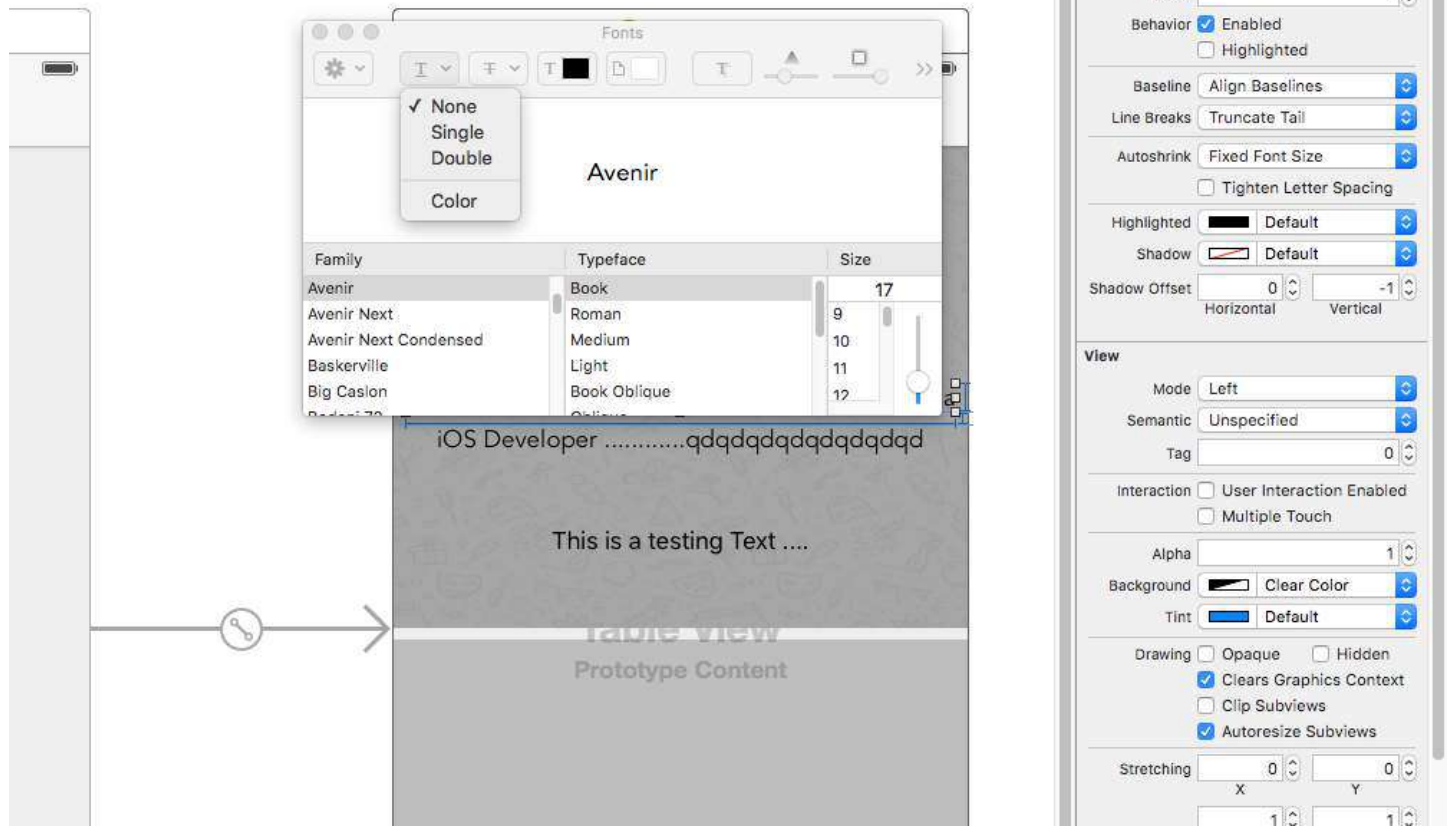 Fonts
None
Single
Double
Color
Avenir
Family Typeface Size
Avenir Book 17
Avenir Next Roman 9
Avenir Next Condensed Medium 10
Baskerville Light 11
Big Caslon Book Oblique 12
a
iOS Developer ............qdqdqdqdqdqdqdqd
This is a testing Text ....
Table View
Prototype Content
Behavior Enabled
Highlighted
Baseline Align Baselines
Line Breaks Truncate Tail
Autoshrink Fixed Font Size
Tighten Letter Spacing
Highlighted Default
Shadow Default
Shadow Offset 0 -1
Horizontal Vertical
View
Mode Left
Semantic Unspecified
Tag 0
Interaction User Interaction Enabled
Multiple Touch
Alpha 1
Background Clear Color
Tint Default
Drawing Opaque Hidden
Clears Graphics Context
Clip Subviews
Autoresize Subviews
Stretching 0 0
X Y
1 1